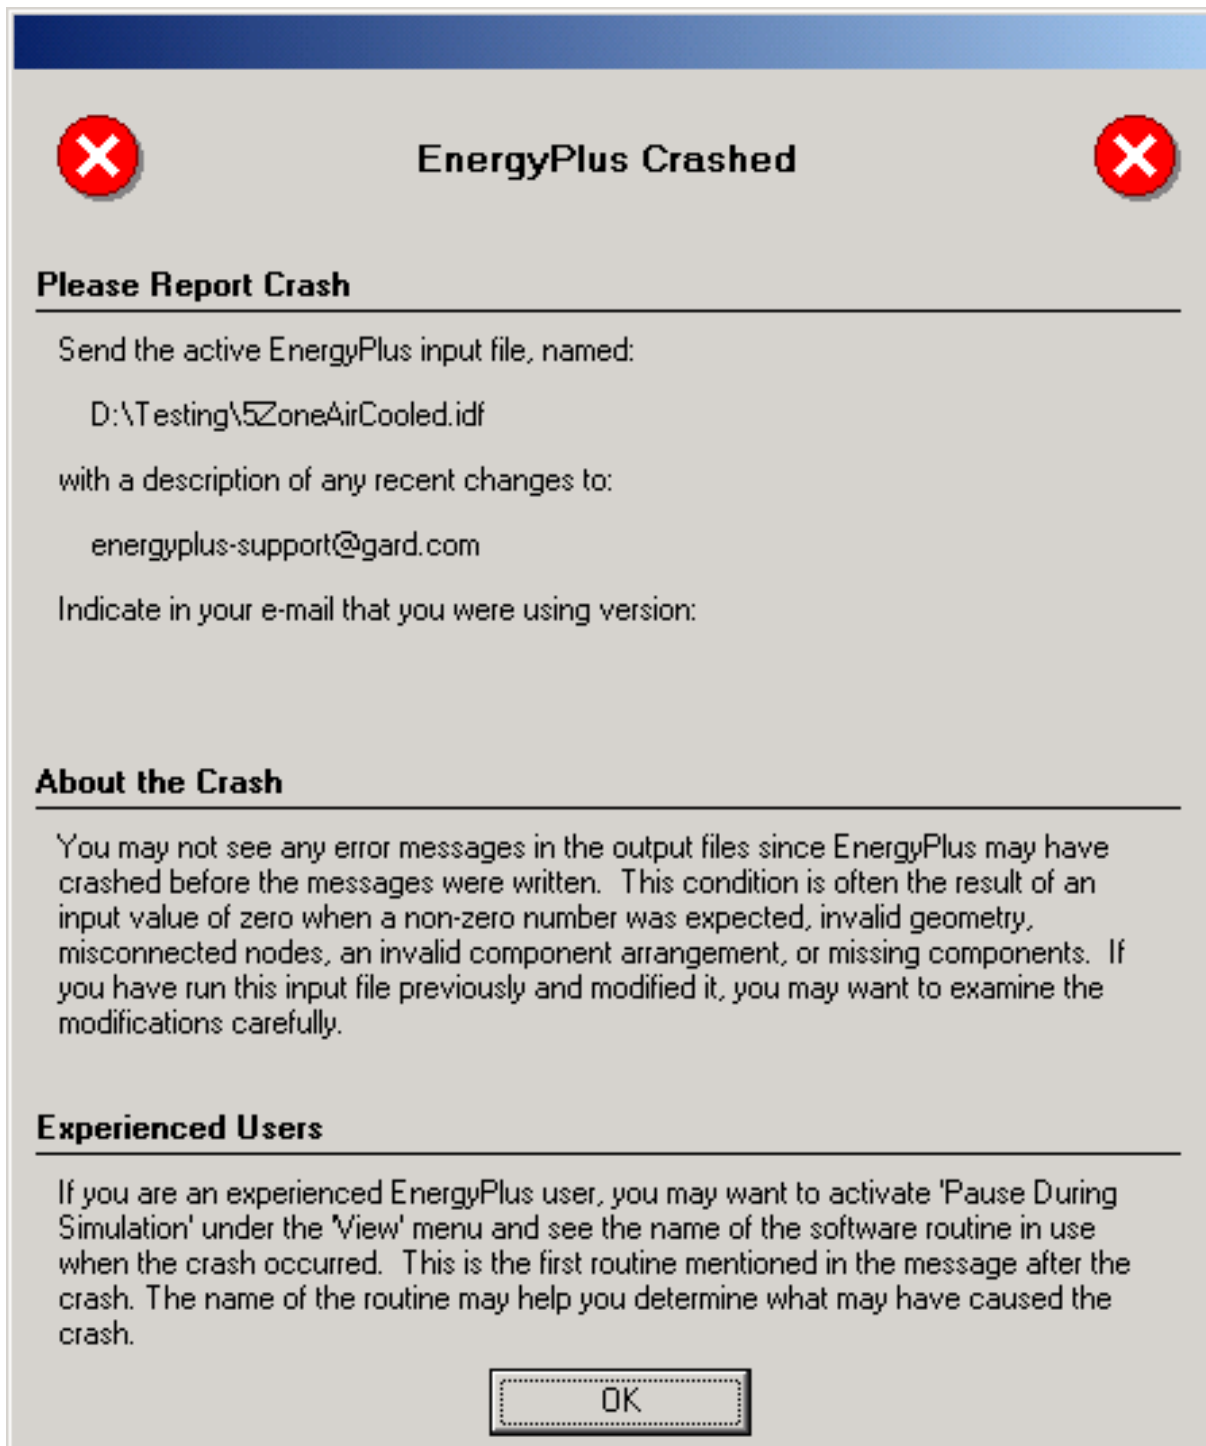 EnergyPlus Crashed
Please Report Crash
Send the active EnergyPlus input file, named:
D:\Testing\5ZoneAirCooled.idf
with a description of any recent changes to:
energyplus-support@gard.com
Indicate in your e-mail that you were using version:
About the Crash
You may not see any error messages in the output files since EnergyPlus may have
crashed before the messages were written.  This condition is often the result of an
input value of zero when a non-zero number was expected, invalid geometry,
misconnected nodes, an invalid component arrangement, or missing components.  If
you have run this input file previously and modified it, you may want to examine the
modifications carefully.
Experienced Users
If you are an experienced EnergyPlus user, you may want to activate 'Pause During
Simulation' under the 'View' menu and see the name of the software routine in use
when the crash occurred.  This is the first routine mentioned in the message after the
crash. The name of the routine may help you determine what may have caused the
crash.
OK